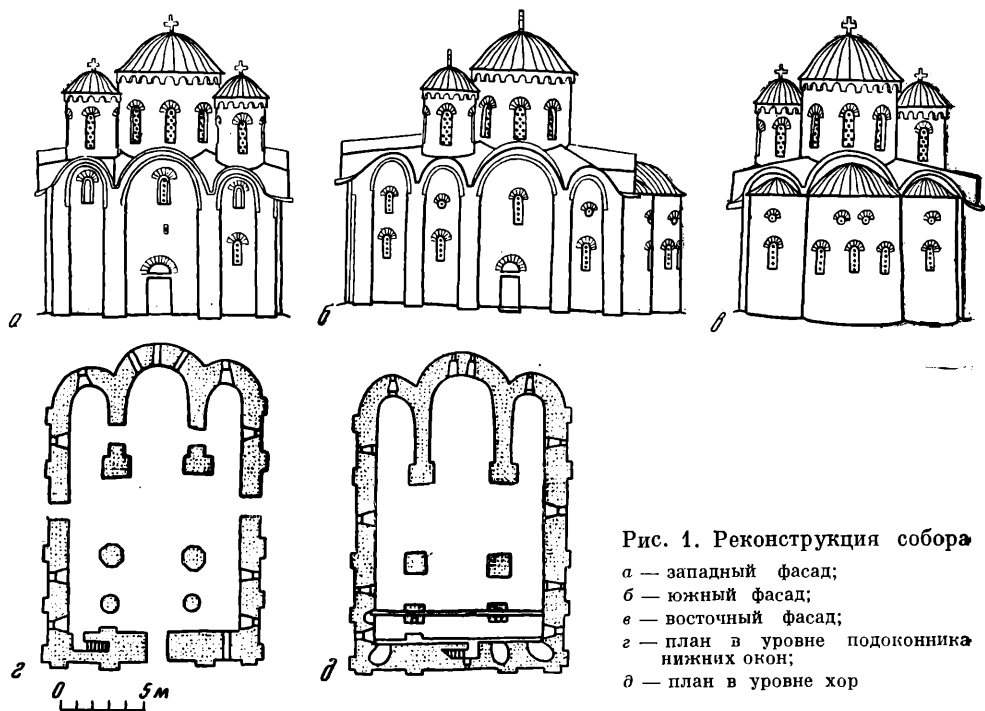 а
б
в
г
0 5 м
д
Рис. 1. Реконструкция собора
а — западный фасад;
б — южный фасад;
в — восточный фасад;
г — план в уровне подоконника
нижних окон;
д — план в уровне хор